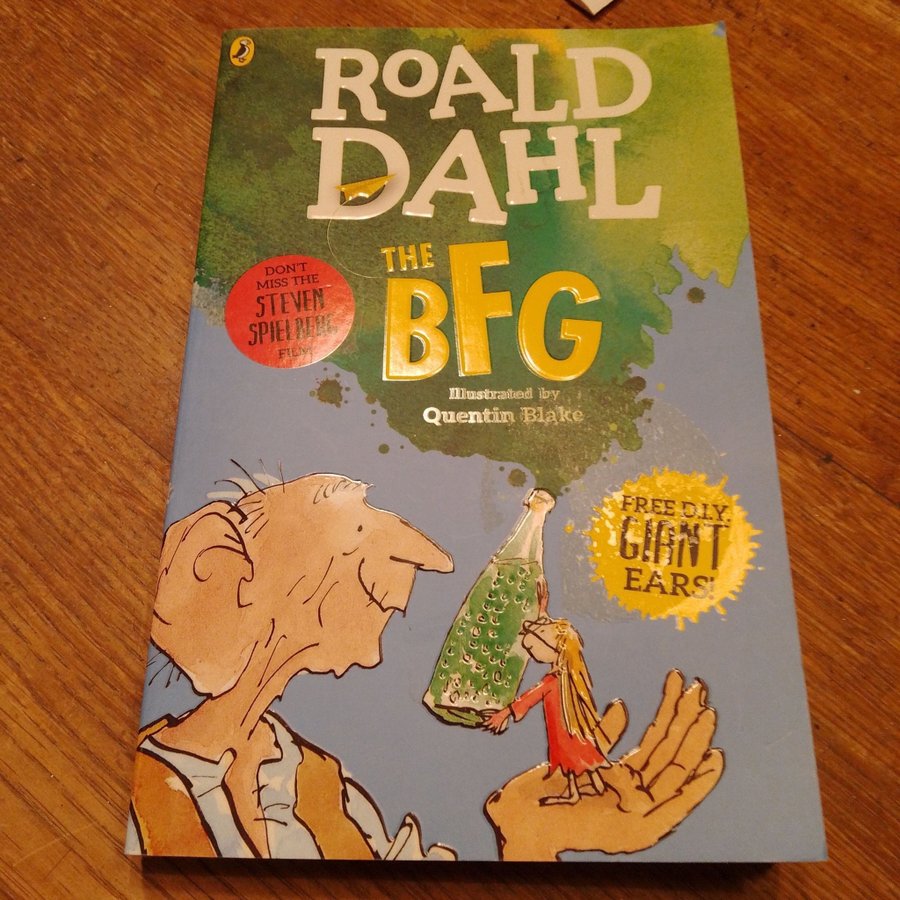 ROALD
DAHL
THE
BFG
DON'T
MISS THE
STEVEN
SPIELBERG
FILM
Illustrated by
Quentin Blake
FREE D.I.Y.
GIANT
EARS!